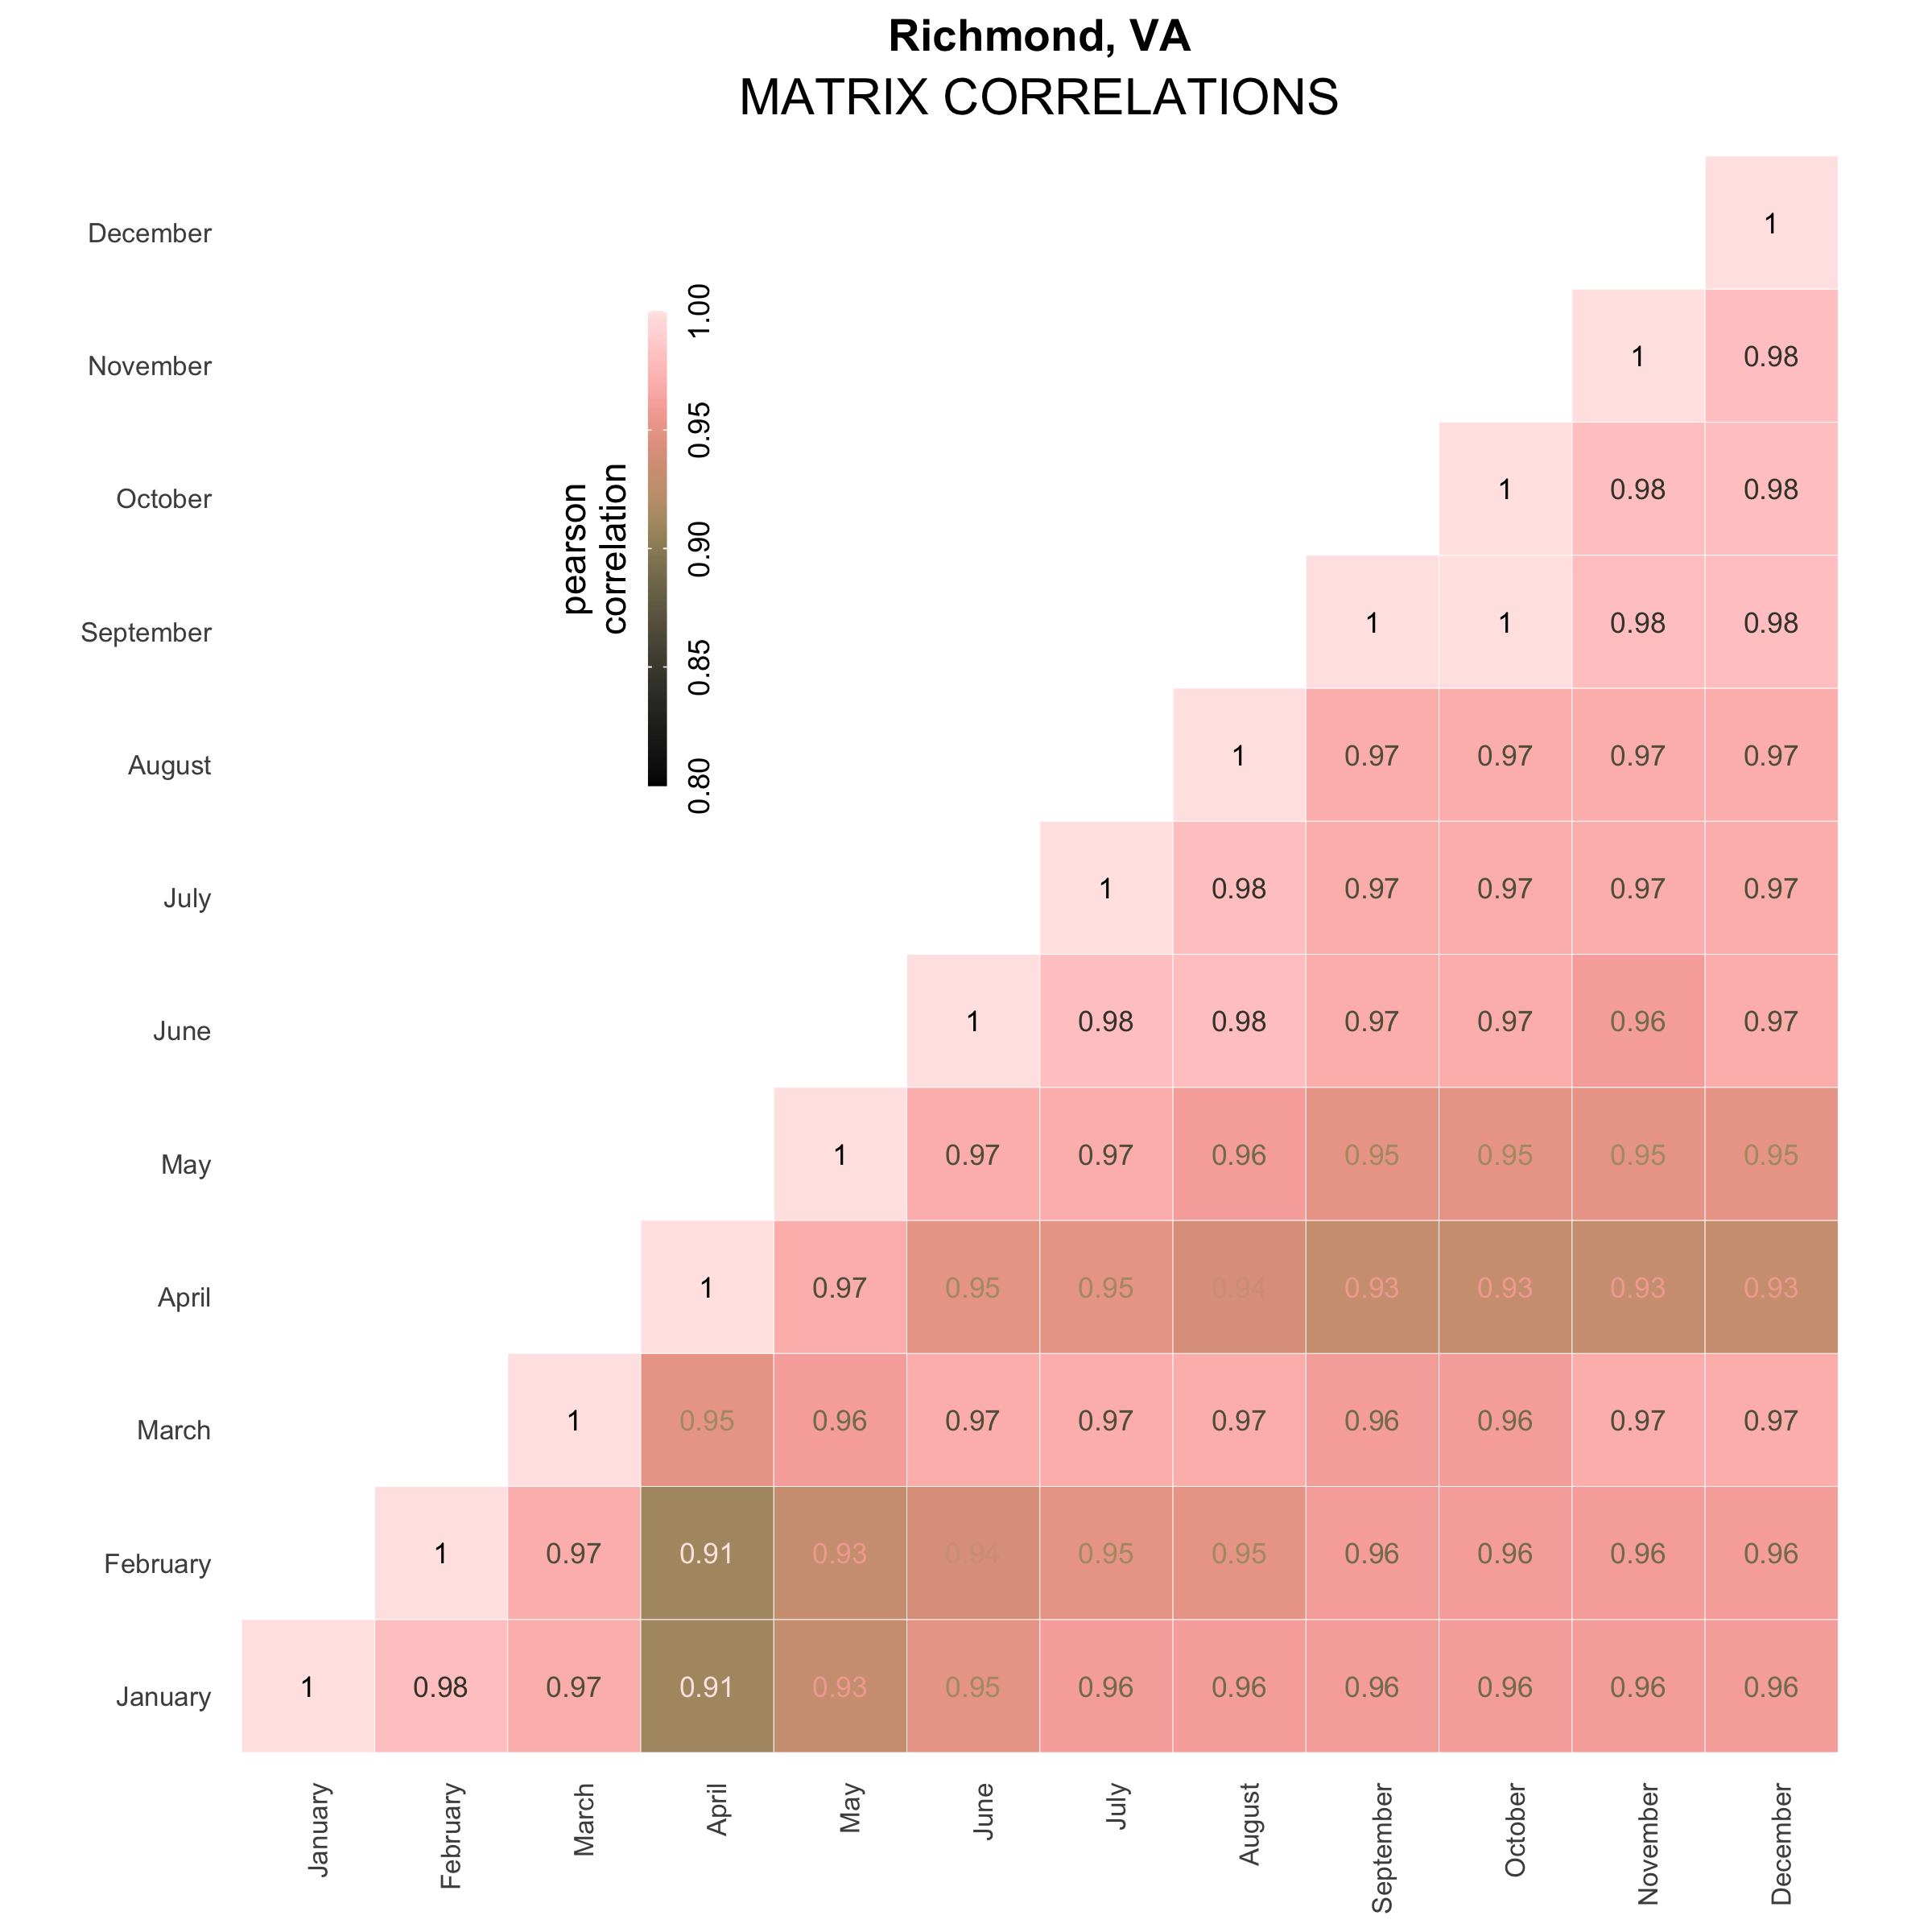 Richmond, VA
MATRIX CORRELATIONS
December 1
November 1 0.98
October 1 0.98 0.98
September 1 1 0.98 0.98
August 1 0.97 0.97 0.97 0.97
July 1 0.98 0.97 0.97 0.97 0.97
June 1 0.98 0.98 0.97 0.97 0.96 0.97
May 1 0.97 0.97 0.96 0.95 0.95 0.95 0.95
April 1 0.97 0.95 0.95 0.94 0.93 0.93 0.93 0.93
March 1 0.95 0.96 0.97 0.97 0.97 0.96 0.96 0.97 0.97
February 1 0.97 0.91 0.93 0.94 0.95 0.95 0.96 0.96 0.96 0.96
January 1 0.98 0.97 0.91 0.93 0.95 0.96 0.96 0.96 0.96 0.96 0.96
January February March April May June July August September October November December
pearson
correlation
0.80 0.85 0.90 0.95 1.00